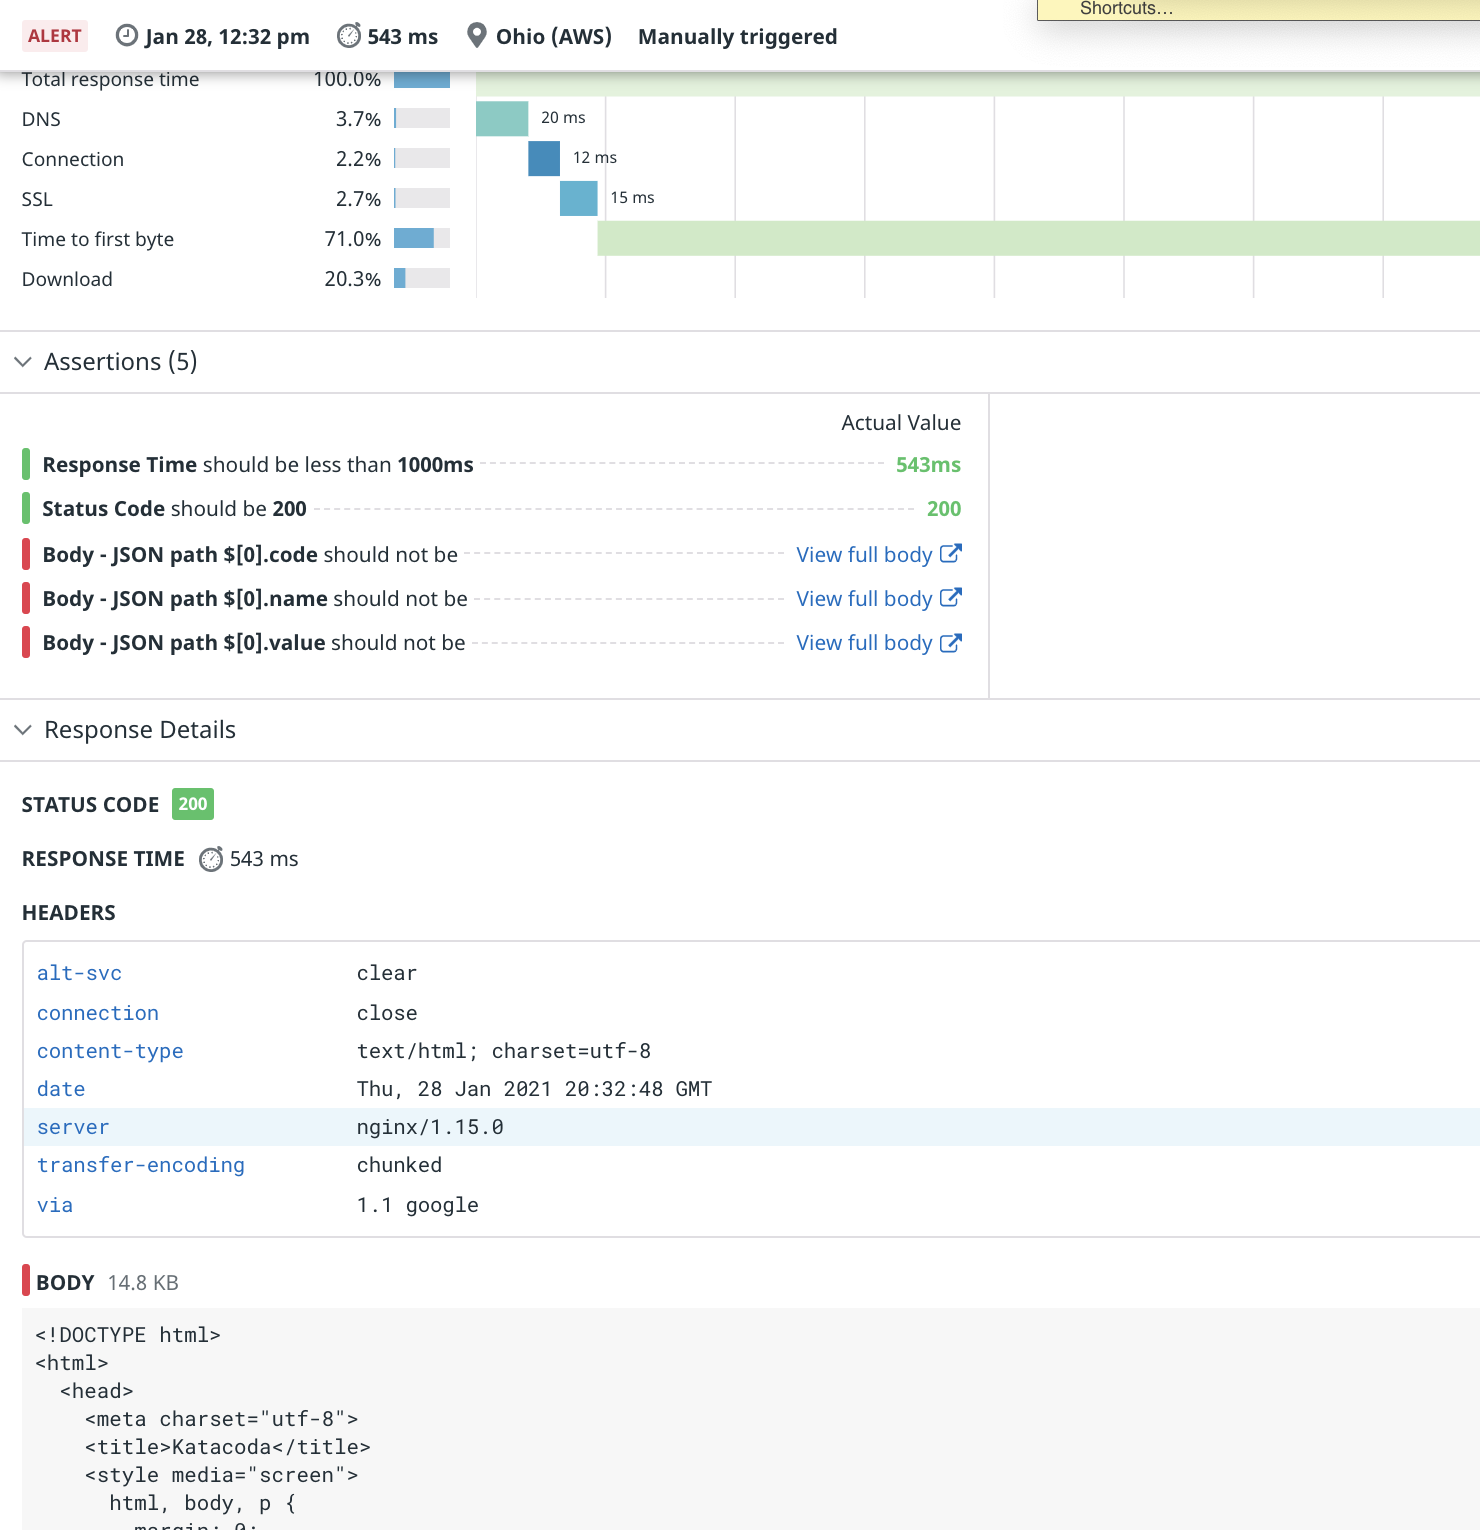 Shortcuts...
ALERT Jan 28, 12:32 pm 543 ms Ohio (AWS) Manually triggered
Total response time 100.0%
DNS 3.7% 20 ms
Connection 2.2% 12 ms
SSL 2.7% 15 ms
Time to first byte 71.0%
Download 20.3%
Assertions (5)
Actual Value
Response Time should be less than 1000ms 543ms
Status Code should be 200 200
Body - JSON path $[0].code should not be View full body
Body - JSON path $[0].name should not be View full body
Body - JSON path $[0].value should not be View full body
Response Details
STATUS CODE 200
RESPONSE TIME 543 ms
HEADERS
alt-svc clear
connection close
content-type text/html; charset=utf-8
date Thu, 28 Jan 2021 20:32:48 GMT
server nginx/1.15.0
transfer-encoding chunked
via 1.1 google
BODY 14.8 KB
<!DOCTYPE html>
<html>
<head>
<meta charset="utf-8">
<title>Katacoda</title>
<style media="screen">
html, body, p {
margin: 0;